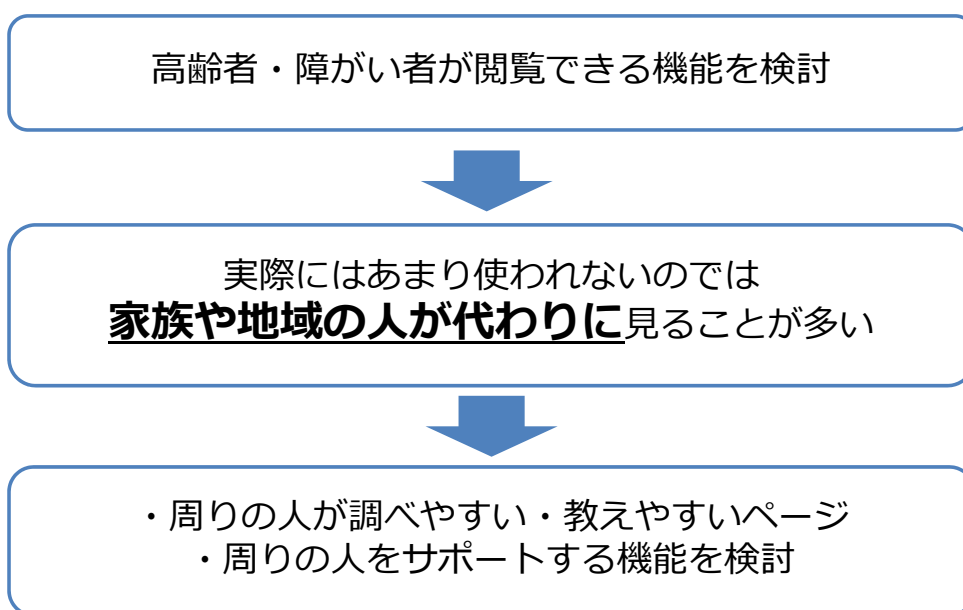 高齢者・障がい者が閲覧できる機能を検討
実際にはあまり使われないのでは
家族や地域の人が代わりに見ることが多い
・周りの人が調べやすい・教えやすいページ
・周りの人をサポートする機能を検討